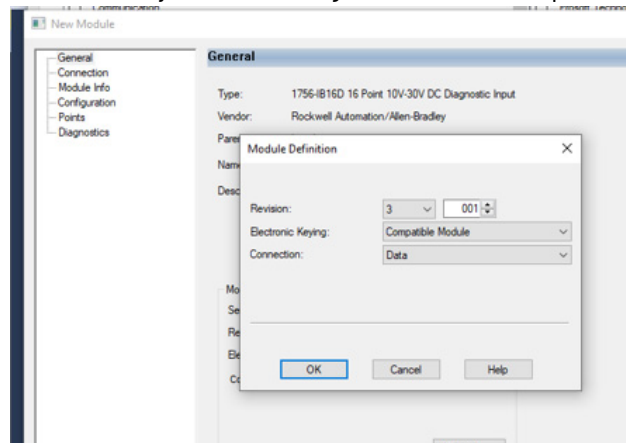 Communication
New Module
General
Connection
Module Info
Configuration
Points
Diagnostics
General
Type: 1756-IB16D 16 Point 10V-30V DC Diagnostic Input
Vendor: Rockwell Automation/Allen-Bradley
Module Definition
Revision: 3 001
Electronic Keying: Compatible Module
Connection: Data
OK Cancel Help